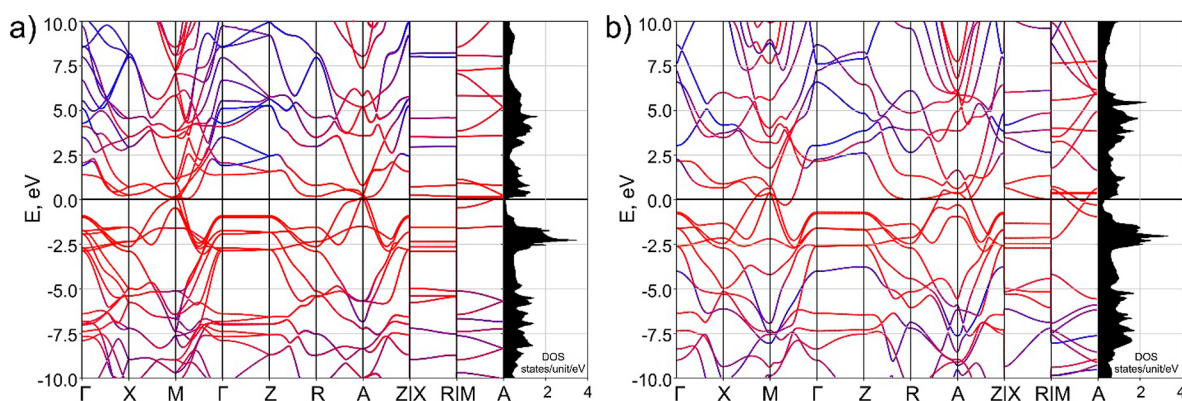 a)
E, eV
10.0
7.5
5.0
2.5
0.0
-2.5
-5.0
-7.5
-10.0
Γ X M Γ Z R A Z|X R|M A 2 4
DOS
states/unit/eV
b)
E, eV
10.0
7.5
5.0
2.5
0.0
-2.5
-5.0
-7.5
-10.0
Γ X M Γ Z R A Z|X R|M A 2 4
DOS
states/unit/eV